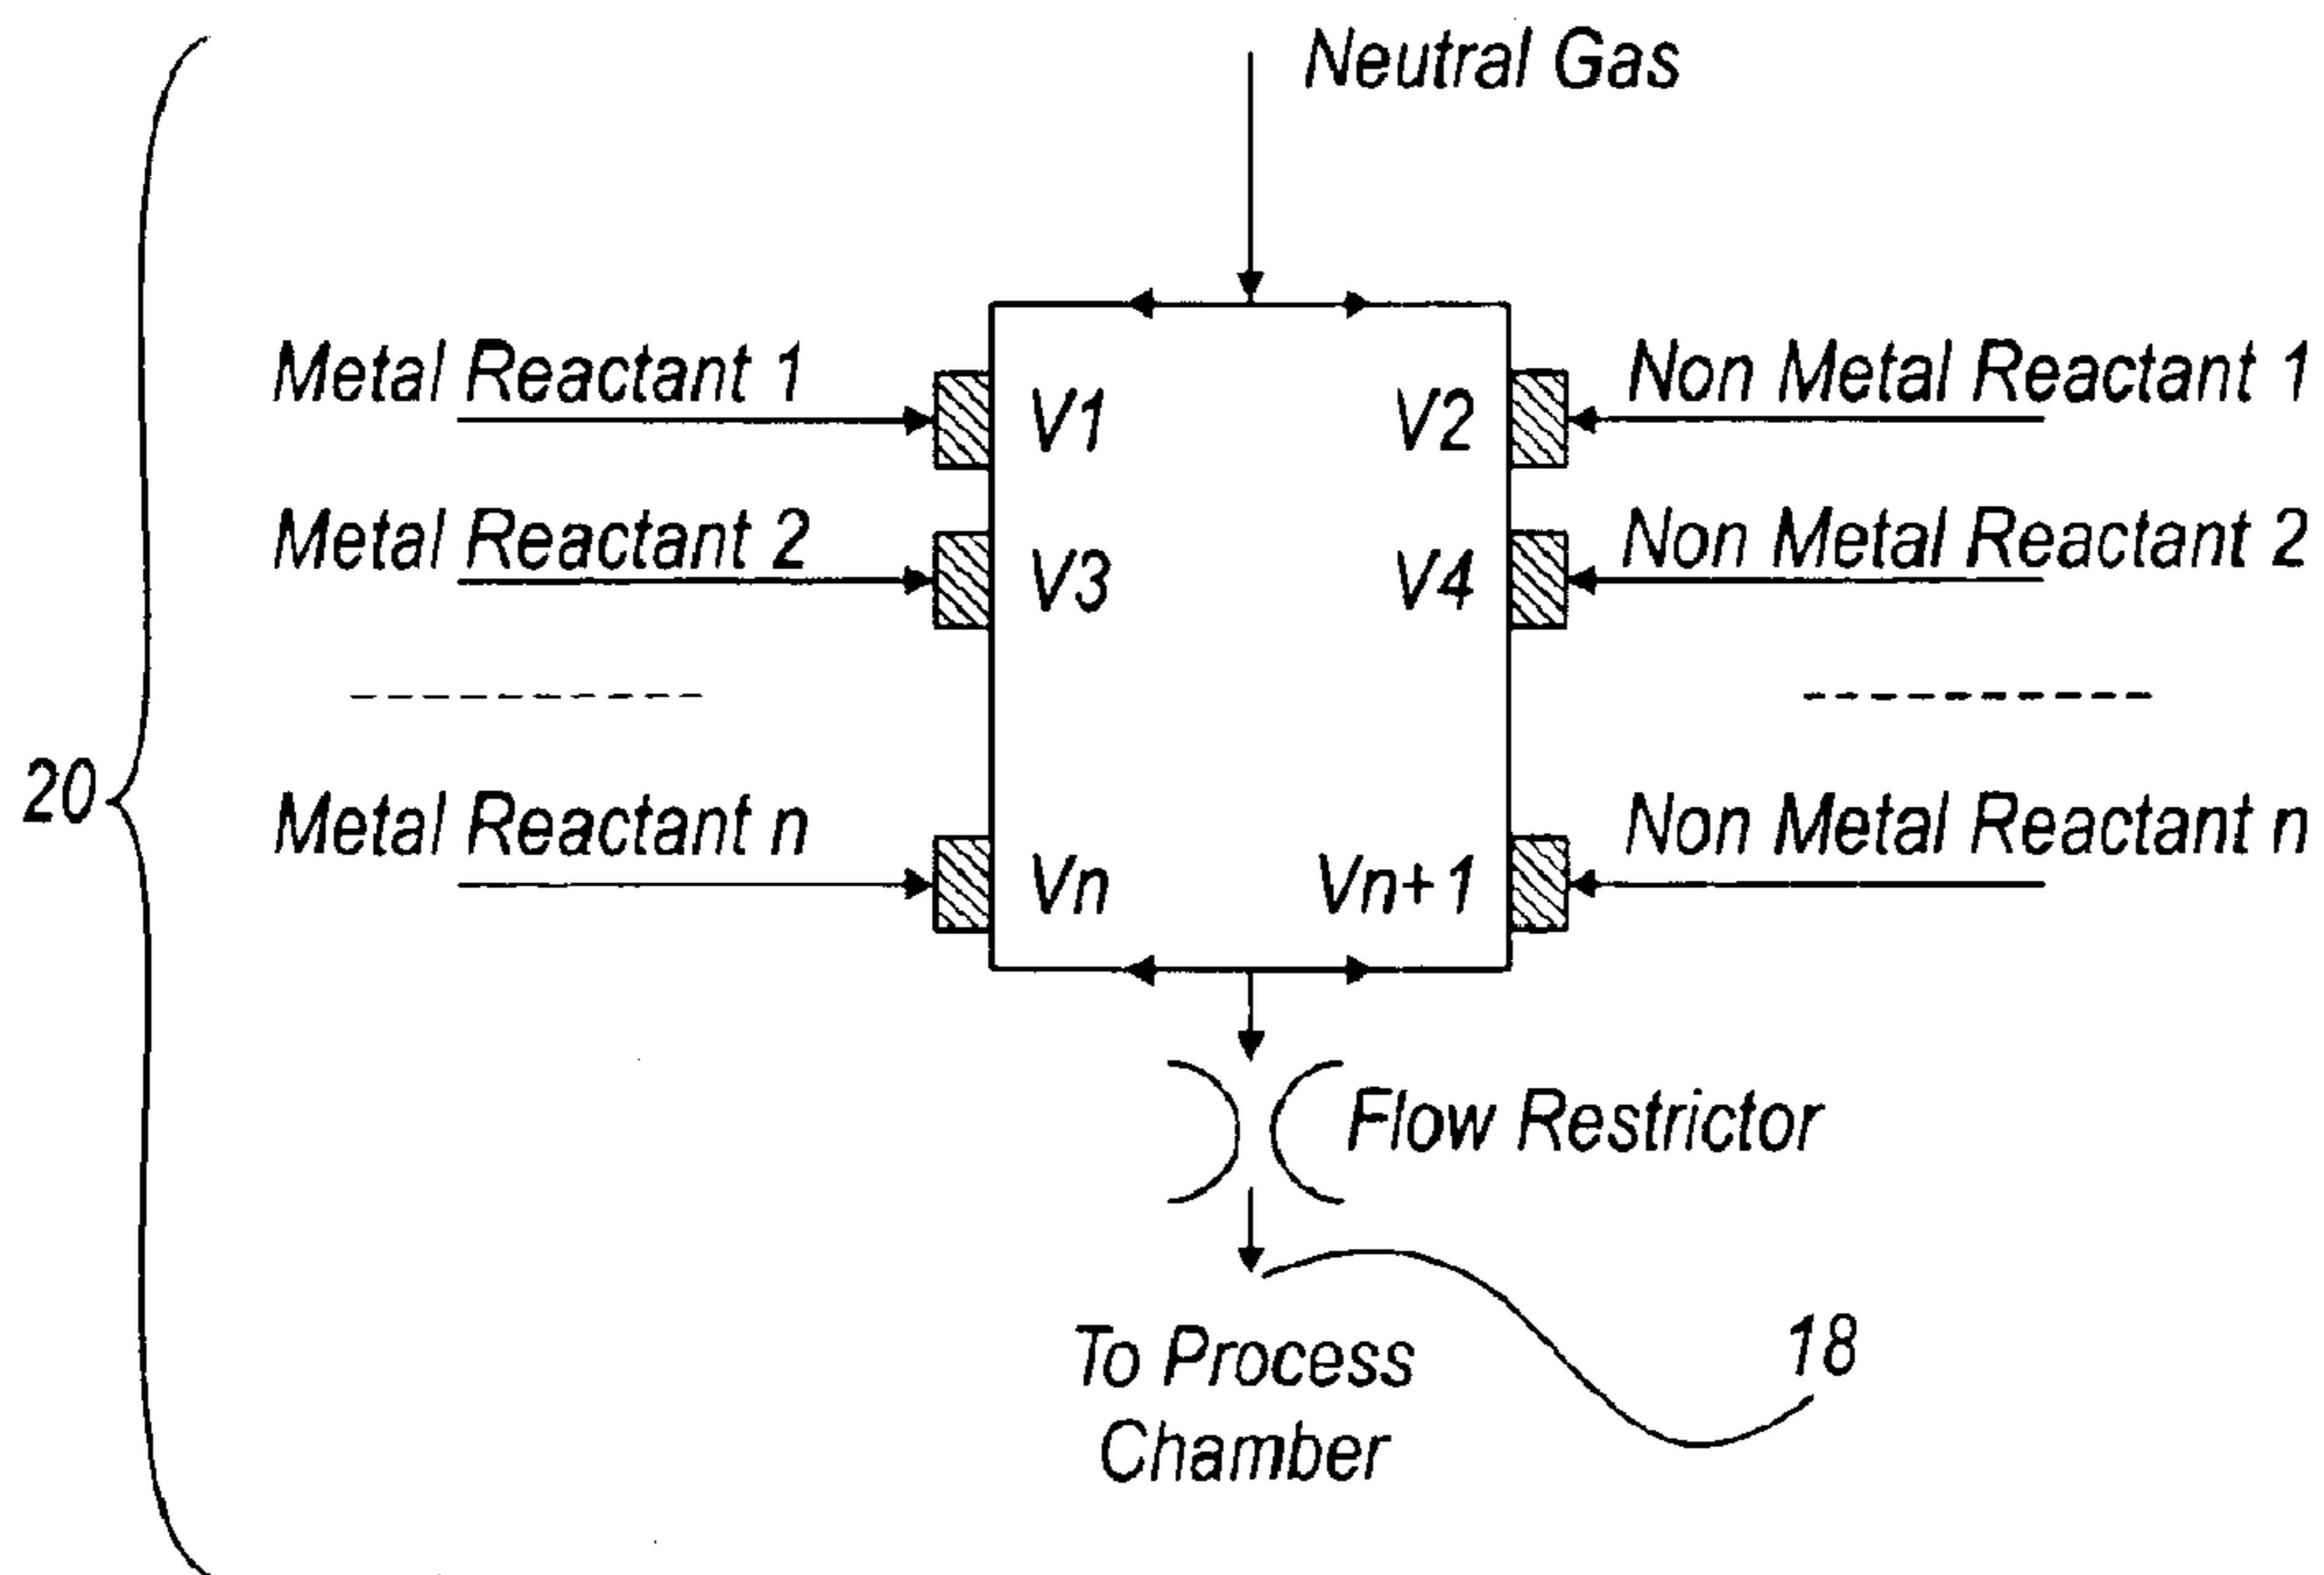 Neutral Gas
Metal Reactant 1
V1
V2
Non Metal Reactant 1
Metal Reactant 2
V3
V4
Non Metal Reactant 2
20
Metal Reactant n
Vn
Vn+1
Non Metal Reactant n
Flow Restrictor
To Process
Chamber
18